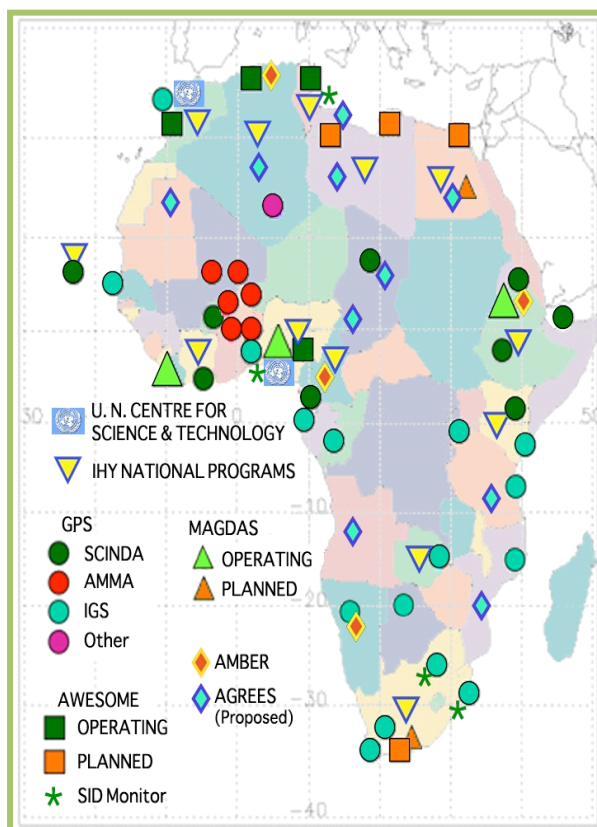 30
0
U. N. CENTRE FOR
SCIENCE & TECHNOLOGY
IHY NATIONAL PROGRAMS
GPS
SCINDA
AMMA
IGS
Other
MAGDAS
OPERATING
PLANNED
AMBER
AGREES
(Proposed)
AWESOME
OPERATING
PLANNED
SID Monitor
-10
-20
-30
-40